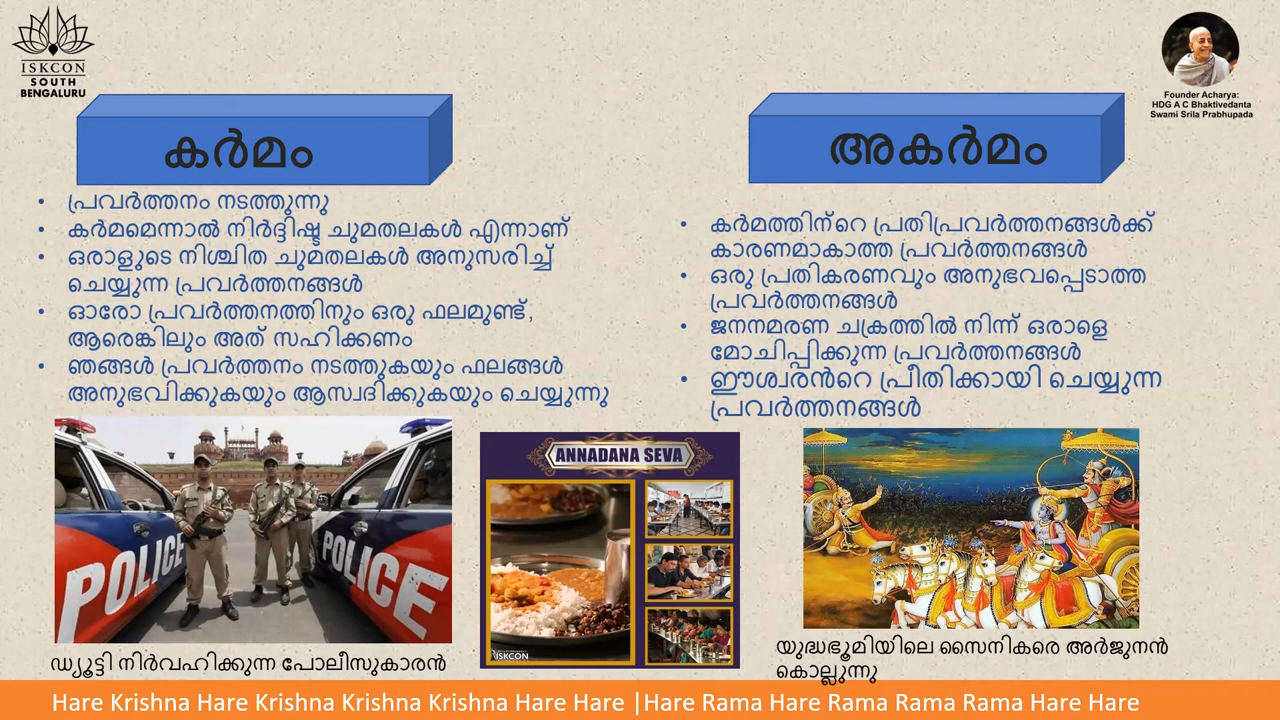 ISKCON
SOUTH
BENGALURU
Founder Acharya:
HDG A C Bhaktivedanta
Swami Srila Prabhupada
കർമം
• പ്രവർത്തനം നടത്തുന്നു
• കർമമെന്നാൽ നിർദ്ദിഷ്ട ചുമതലകൾ എന്നാണ്
• ഒരാളുടെ നിശ്ചിത ചുമതലകൾ അനുസരിച്ച്
ചെയ്യുന്ന പ്രവർത്തനങ്ങൾ
• ഓരോ പ്രവർത്തനത്തിനും ഒരു ഫലമുണ്ട്,
ആരെങ്കിലും അത് സഹിക്കണം
• ഞങ്ങൾ പ്രവർത്തനം നടത്തുകയും ഫലങ്ങൾ
അനുഭവിക്കുകയും ആസ്വദിക്കുകയും ചെയ്യുന്നു
അകർമം
• കർമത്തിന്റെ പ്രതിപ്രവർത്തനങ്ങൾക്ക്
കാരണമാകാത്ത പ്രവർത്തനങ്ങൾ
• ഒരു പ്രതികരണവും അനുഭവപ്പെടാത്ത
പ്രവർത്തനങ്ങൾ
• ജനനമരണ ചക്രത്തിൽ നിന്ന് ഒരാളെ
മോചിപ്പിക്കുന്ന പ്രവർത്തനങ്ങൾ
• ഈശ്വരൻറെ പ്രീതിക്കായി ചെയ്യുന്ന
പ്രവർത്തനങ്ങൾ
POLICE
POLICE
ANNADANA SEVA
ISKCON
ഡ്യൂട്ടി നിർവഹിക്കുന്ന പോലീസുകാരൻ
യുദ്ധഭൂമിയിലെ സൈനികരെ അർജുനൻ
കൊല്ലുന്നു
Hare Krishna Hare Krishna Krishna Krishna Hare Hare |Hare Rama Hare Rama Rama Rama Hare Hare